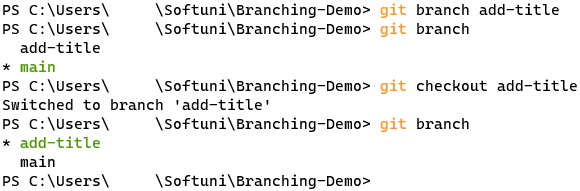 PS C:\Users\     \Softuni\Branching-Demo> git branch add-title
PS C:\Users\     \Softuni\Branching-Demo> git branch
  add-title
* main
PS C:\Users\     \Softuni\Branching-Demo> git checkout add-title
Switched to branch 'add-title'
PS C:\Users\     \Softuni\Branching-Demo> git branch
* add-title
  main
PS C:\Users\     \Softuni\Branching-Demo>